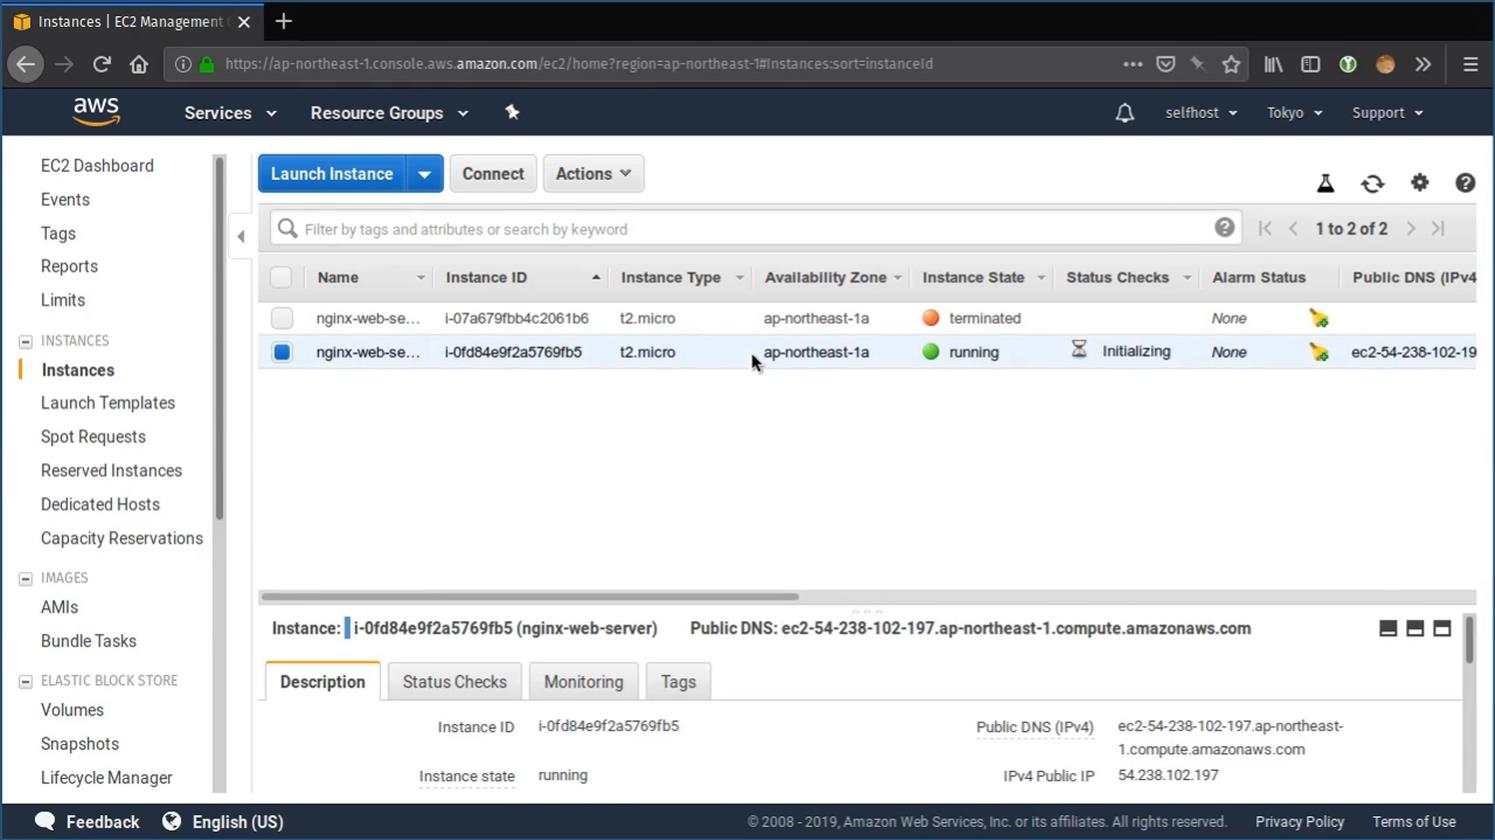 Instances | EC2 Management
https://ap-northeast-1.console.aws.amazon.com/ec2/home?region=ap-northeast-1#Instances:sort=instanceId
aws Services Resource Groups selfhost Tokyo Support
EC2 Dashboard
Events
Tags
Reports
Limits
INSTANCES
Instances
Launch Templates
Spot Requests
Reserved Instances
Dedicated Hosts
Capacity Reservations
IMAGES
AMIs
Bundle Tasks
ELASTIC BLOCK STORE
Volumes
Snapshots
Lifecycle Manager
Launch Instance Connect Actions
Filter by tags and attributes or search by keyword 1 to 2 of 2
Name Instance ID Instance Type Availability Zone Instance State Status Checks Alarm Status Public DNS (IPv4
nginx-web-se... i-07a679fbb4c2061b6 t2.micro ap-northeast-1a terminated None
nginx-web-se... i-0fd84e9f2a5769fb5 t2.micro ap-northeast-1a running Initializing None ec2-54-238-102-19
Instance: i-0fd84e9f2a5769fb5 (nginx-web-server) Public DNS: ec2-54-238-102-197.ap-northeast-1.compute.amazonaws.com
Description Status Checks Monitoring Tags
Instance ID i-0fd84e9f2a5769fb5 Public DNS (IPv4) ec2-54-238-102-197.ap-northeast-
1.compute.amazonaws.com
Instance state running IPv4 Public IP 54.238.102.197
Feedback English (US) © 2008 - 2019, Amazon Web Services, Inc. or its affiliates. All rights reserved. Privacy Policy Terms of Use